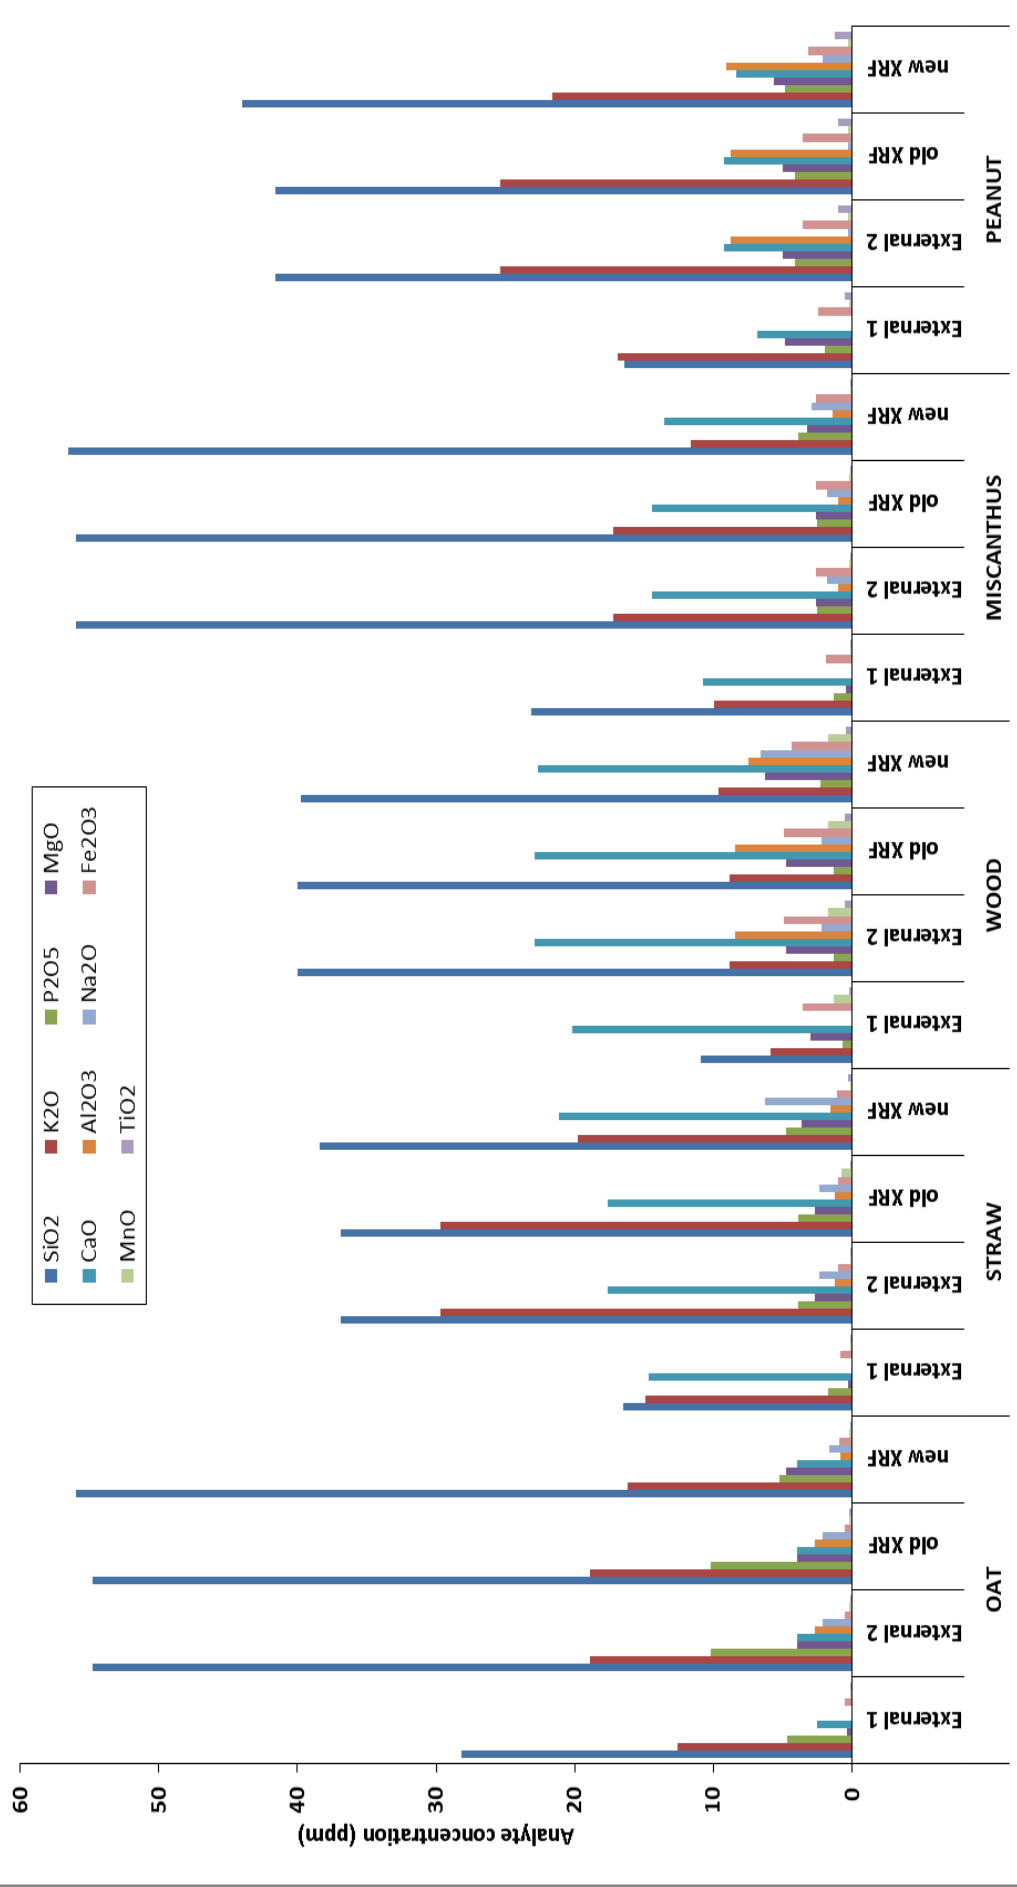 SiO2 K2O P2O5 MgO
CaO Al2O3 Na2O Fe2O3
MnO TiO2
Analyte concentration (ppm)
60
50
40
30
20
10
0
External 1 External 2 old XRF new XRF External 1 External 2 old XRF new XRF External 1 External 2 old XRF new XRF External 1 External 2 old XRF new XRF External 1 External 2 old XRF new XRF
OAT STRAW WOOD MISCANTHUS PEANUT